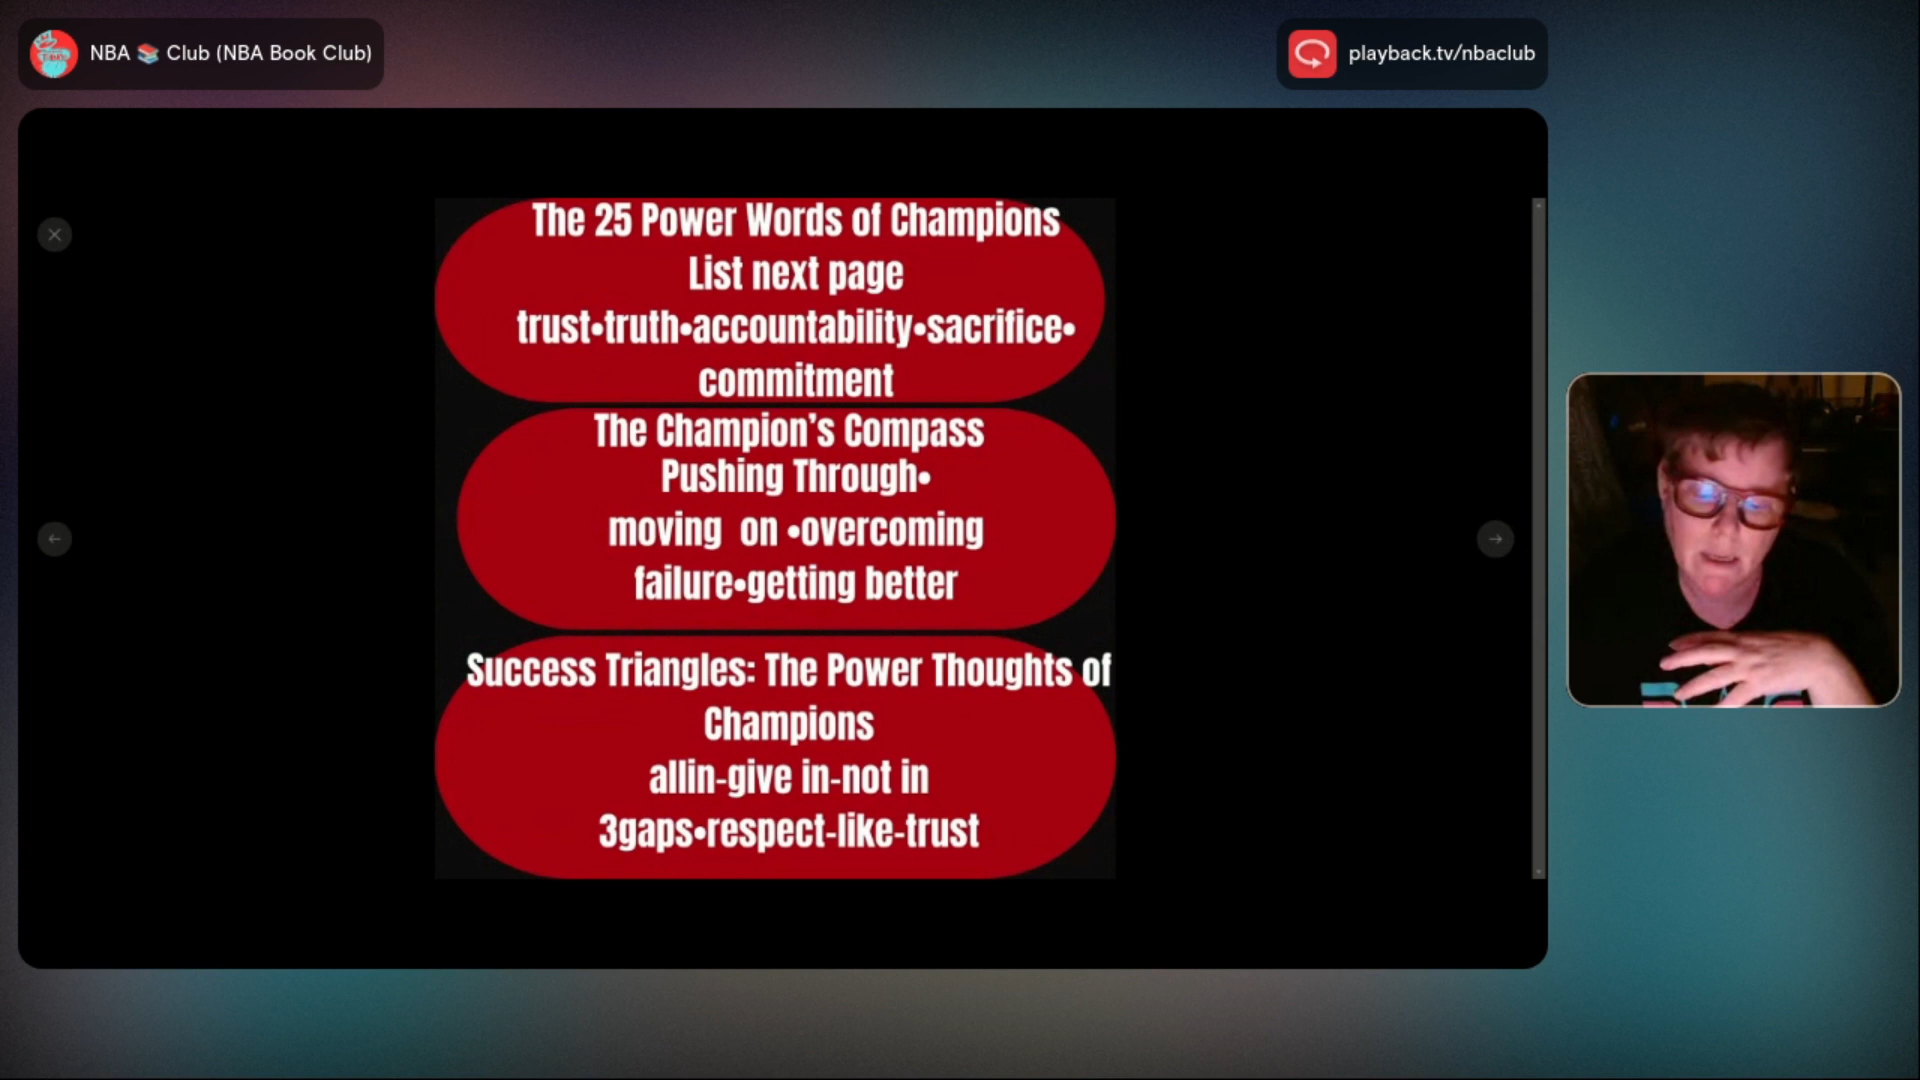 NBA 📚 Club (NBA Book Club)
playback.tv/nbaclub
The 25 Power Words of Champions
List next page
trust•truth•accountability•sacrifice•
commitment
The Champion's Compass
Pushing Through•
moving  on •overcoming
failure•getting better
Success Triangles: The Power Thoughts of
Champions
allin-give in-not in
3gaps•respect-like-trust